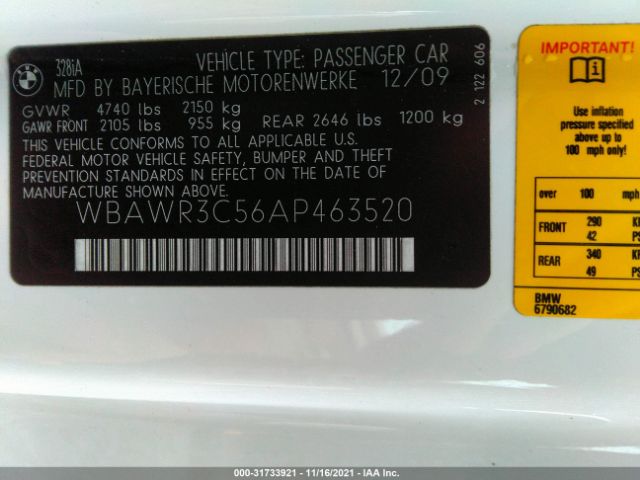 BMW
328iA
VEHICLE TYPE: PASSENGER CAR
MFD BY BAYERISCHE MOTORENWERKE 12/09
GVWR 4740 lbs 2150 kg
GAWR FRONT 2105 lbs 955 kg REAR 2646 lbs 1200 kg
THIS VEHICLE CONFORMS TO ALL APPLICABLE U.S.
FEDERAL MOTOR VEHICLE SAFETY, BUMPER AND THEFT
PREVENTION STANDARDS IN EFFECT ON THE DATE OF
MANUFACTURE SHOWN ABOVE.
WBAWR3C56AP463520
2 122 606
IMPORTANT!
i
Use inflation
pressure specified
above up to
100 mph only!
over 100 mph
FRONT 290
42
REAR 340
49
BMW
6790682
000-31733921 - 11/16/2021 - IAAI.COM